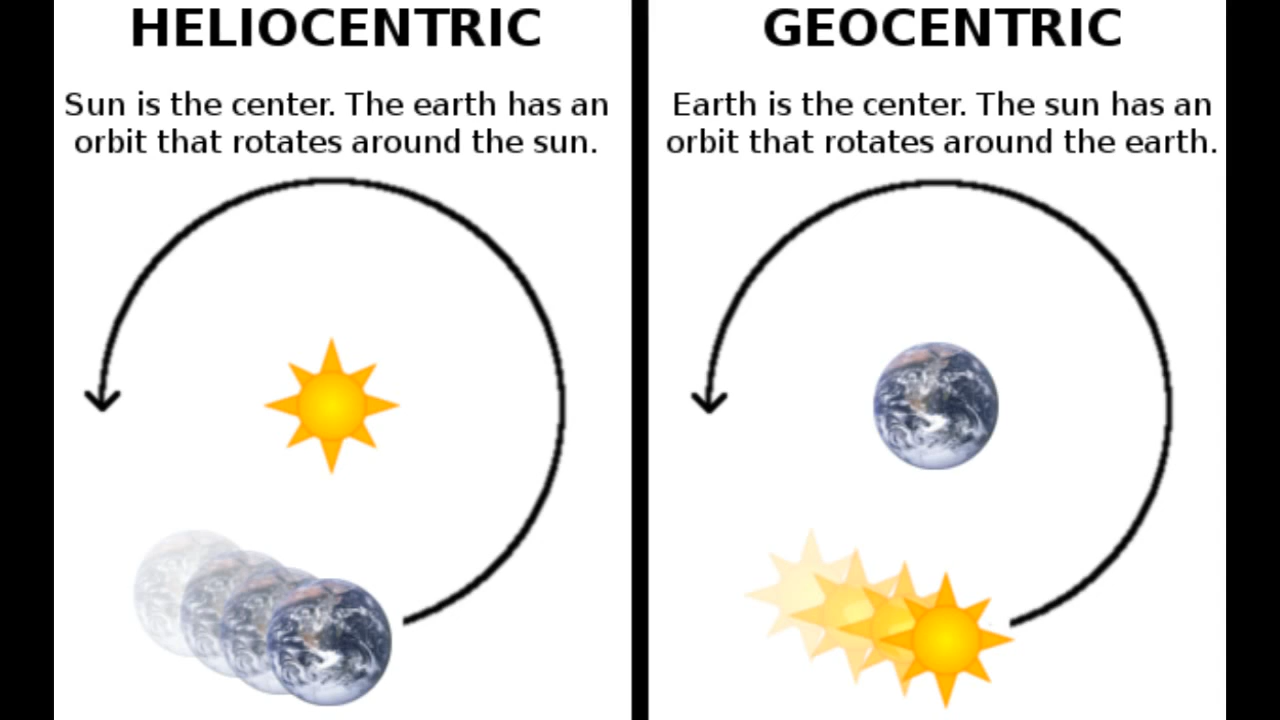 HELIOCENTRIC
Sun is the center. The earth has an
orbit that rotates around the sun.
GEOCENTRIC
Earth is the center. The sun has an
orbit that rotates around the earth.